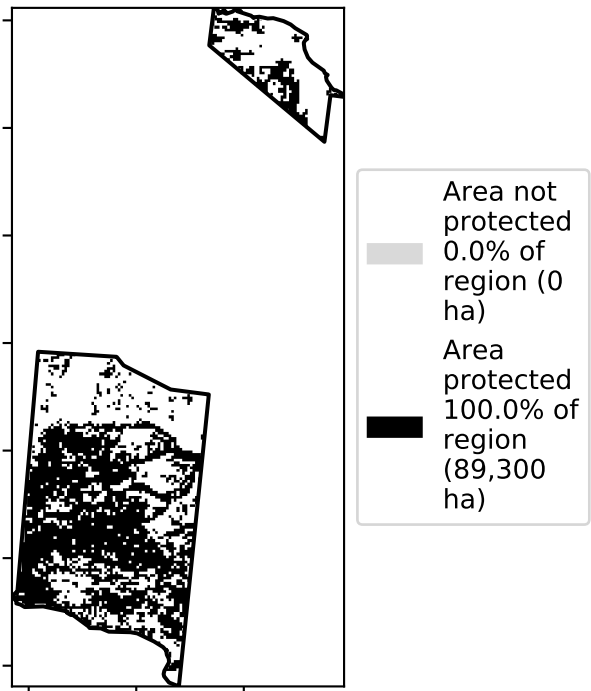 Area not
protected
0.0% of
region (0
ha)
Area
protected
100.0% of
region
(89,300
ha)